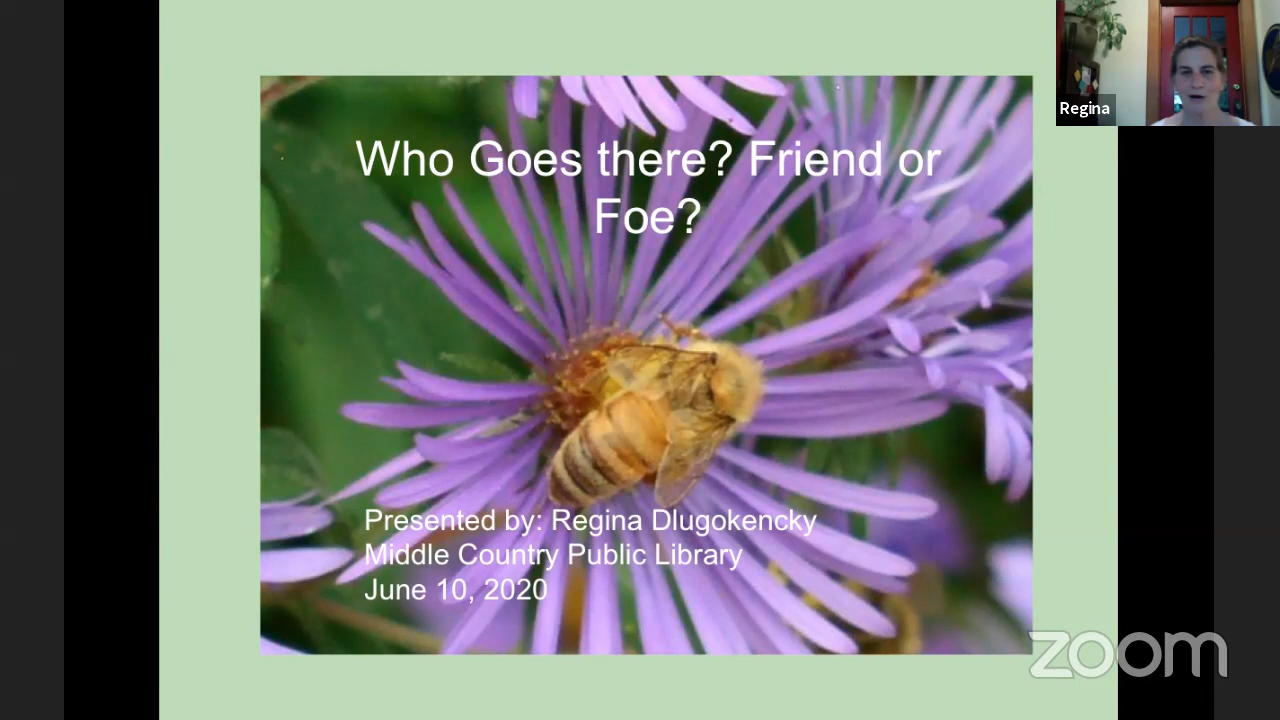 Regina
Who Goes there? Friend or
Foe?
Presented by: Regina Dlugokencky
Middle Country Public Library
June 10, 2020
zoom